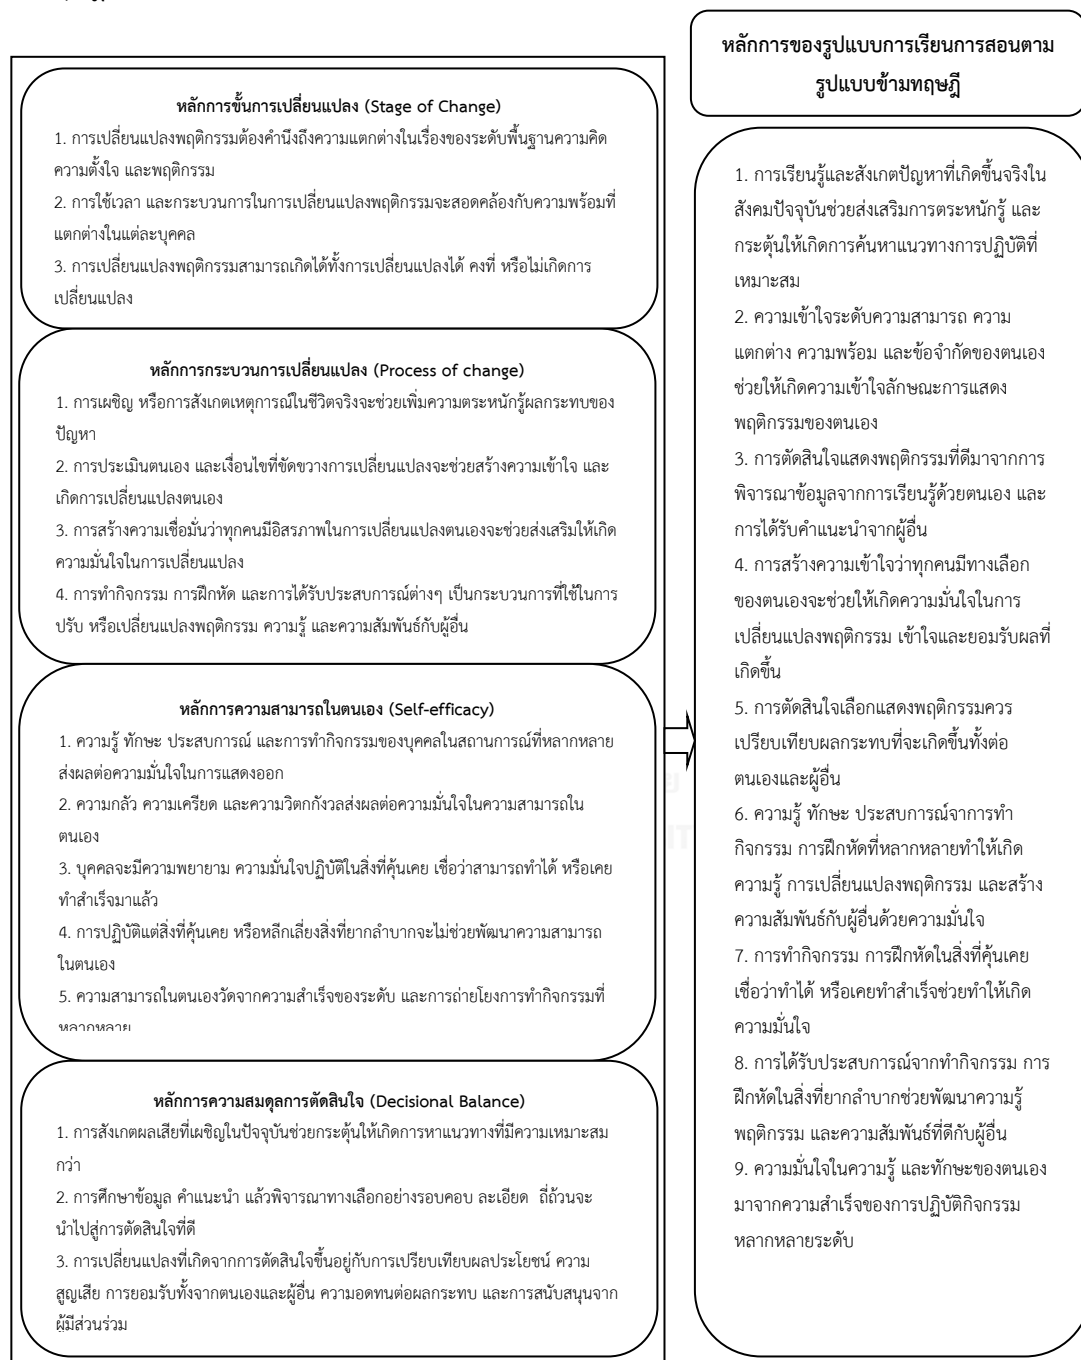 หลักการขั้นการเปลี่ยนแปลง (Stage of Change)
1. การเปลี่ยนแปลงพฤติกรรมต้องคำนึงถึงความแตกต่างในเรื่องของระดับพื้นฐานความคิด
ความตั้งใจ และพฤติกรรม
2. การใช้เวลา และกระบวนการในการเปลี่ยนแปลงพฤติกรรมจะสอดคล้องกับความพร้อมที่
แตกต่างในแต่ละบุคคล
3. การเปลี่ยนแปลงพฤติกรรมสามารถเกิดได้ทั้งการเปลี่ยนแปลงได้ คงที่ หรือไม่เกิดการ
เปลี่ยนแปลง
หลักการกระบวนการเปลี่ยนแปลง (Process of change)
1. การเผชิญ หรือการสังเกตเหตุการณ์ในชีวิตจริงจะช่วยเพิ่มความตระหนักรู้ผลกระทบของ
ปัญหา
2. การประเมินตนเอง และเงื่อนไขที่ขัดขวางการเปลี่ยนแปลงจะช่วยสร้างความเข้าใจ และ
เกิดการเปลี่ยนแปลงตนเอง
3. การสร้างความเชื่อมั่นว่าทุกคนมีอิสรภาพในการเปลี่ยนแปลงตนเองจะช่วยส่งเสริมให้เกิด
ความมั่นใจในการเปลี่ยนแปลง
4. การทำกิจกรรม การฝึกหัด และการได้รับประสบการณ์ต่างๆ เป็นกระบวนการที่ใช้ในการ
ปรับ หรือเปลี่ยนแปลงพฤติกรรม ความรู้ และความสัมพันธ์กับผู้อื่น
หลักการความสามารถในตนเอง (Self-efficacy)
1. ความรู้ ทักษะ ประสบการณ์ และการทำกิจกรรมของบุคคลในสถานการณ์ที่หลากหลาย
ส่งผลต่อความมั่นใจในการแสดงออก
2. ความกลัว ความเครียด และความวิตกกังวลส่งผลต่อความมั่นใจในความสามารถใน
ตนเอง
3. บุคคลจะมีความพยายาม ความมั่นใจปฏิบัติในสิ่งที่คุ้นเคย เชื่อว่าสามารถทำได้ หรือเคย
ทำสำเร็จมาแล้ว
4. การปฏิบัติแต่สิ่งที่คุ้นเคย หรือหลีกเลี่ยงสิ่งที่ยากลำบากจะไม่ช่วยพัฒนาความสามารถ
ในตนเอง
5. ความสามารถในตนเองวัดจากความสำเร็จของระดับ และการถ่ายโยงการทำกิจกรรมที่
หลากหลาย
หลักการความสมดุลการตัดสินใจ (Decisional Balance)
1. การสังเกตผลเสียที่เผชิญในปัจจุบันช่วยกระตุ้นให้เกิดการหาแนวทางที่มีความเหมาะสม
กว่า
2. การศึกษาข้อมูล คำแนะนำ แล้วพิจารณาทางเลือกอย่างรอบคอบ ละเอียด ถี่ถ้วนจะ
นำไปสู่การตัดสินใจที่ดี
3. การเปลี่ยนแปลงที่เกิดจากการตัดสินใจขึ้นอยู่กับการเปรียบเทียบผลประโยชน์ ความ
สูญเสีย การยอมรับทั้งจากตนเองและผู้อื่น ความอดทนต่อผลกระทบ และการสนับสนุนจาก
ผู้มีส่วนร่วม
หลักการของรูปแบบการเรียนการสอนตาม
รูปแบบข้ามทฤษฎี
1. การเรียนรู้และสังเกตปัญหาที่เกิดขึ้นจริงใน
สังคมปัจจุบันช่วยส่งเสริมการตระหนักรู้ และ
กระตุ้นให้เกิดการค้นหาแนวทางการปฏิบัติที่
เหมาะสม
2. ความเข้าใจระดับความสามารถ ความ
แตกต่าง ความพร้อม และข้อจำกัดของตนเอง
ช่วยให้เกิดความเข้าใจลักษณะการแสดง
พฤติกรรมของตนเอง
3. การตัดสินใจแสดงพฤติกรรมที่ดีมาจากการ
พิจารณาข้อมูลจากการเรียนรู้ด้วยตนเอง และ
การได้รับคำแนะนำจากผู้อื่น
4. การสร้างความเข้าใจว่าทุกคนมีทางเลือก
ของตนเองจะช่วยให้เกิดความมั่นใจในการ
เปลี่ยนแปลงพฤติกรรม เข้าใจและยอมรับผลที่
เกิดขึ้น
5. การตัดสินใจเลือกแสดงพฤติกรรมควร
เปรียบเทียบผลกระทบที่จะเกิดขึ้นทั้งต่อ
ตนเองและผู้อื่น
6. ความรู้ ทักษะ ประสบการณ์จาการทำ
กิจกรรม การฝึกหัดที่หลากหลายทำให้เกิด
ความรู้ การเปลี่ยนแปลงพฤติกรรม และสร้าง
ความสัมพันธ์กับผู้อื่นด้วยความมั่นใจ
7. การทำกิจกรรม การฝึกหัดในสิ่งที่คุ้นเคย
เชื่อว่าทำได้ หรือเคยทำสำเร็จช่วยทำให้เกิด
ความมั่นใจ
8. การได้รับประสบการณ์จากทำกิจกรรม การ
ฝึกหัดในสิ่งที่ยากลำบากช่วยพัฒนาความรู้
พฤติกรรม และความสัมพันธ์ที่ดีกับผู้อื่น
9. ความมั่นใจในความรู้ และทักษะของตนเอง
มาจากความสำเร็จของการปฏิบัติกิจกรรม
หลากหลายระดับ